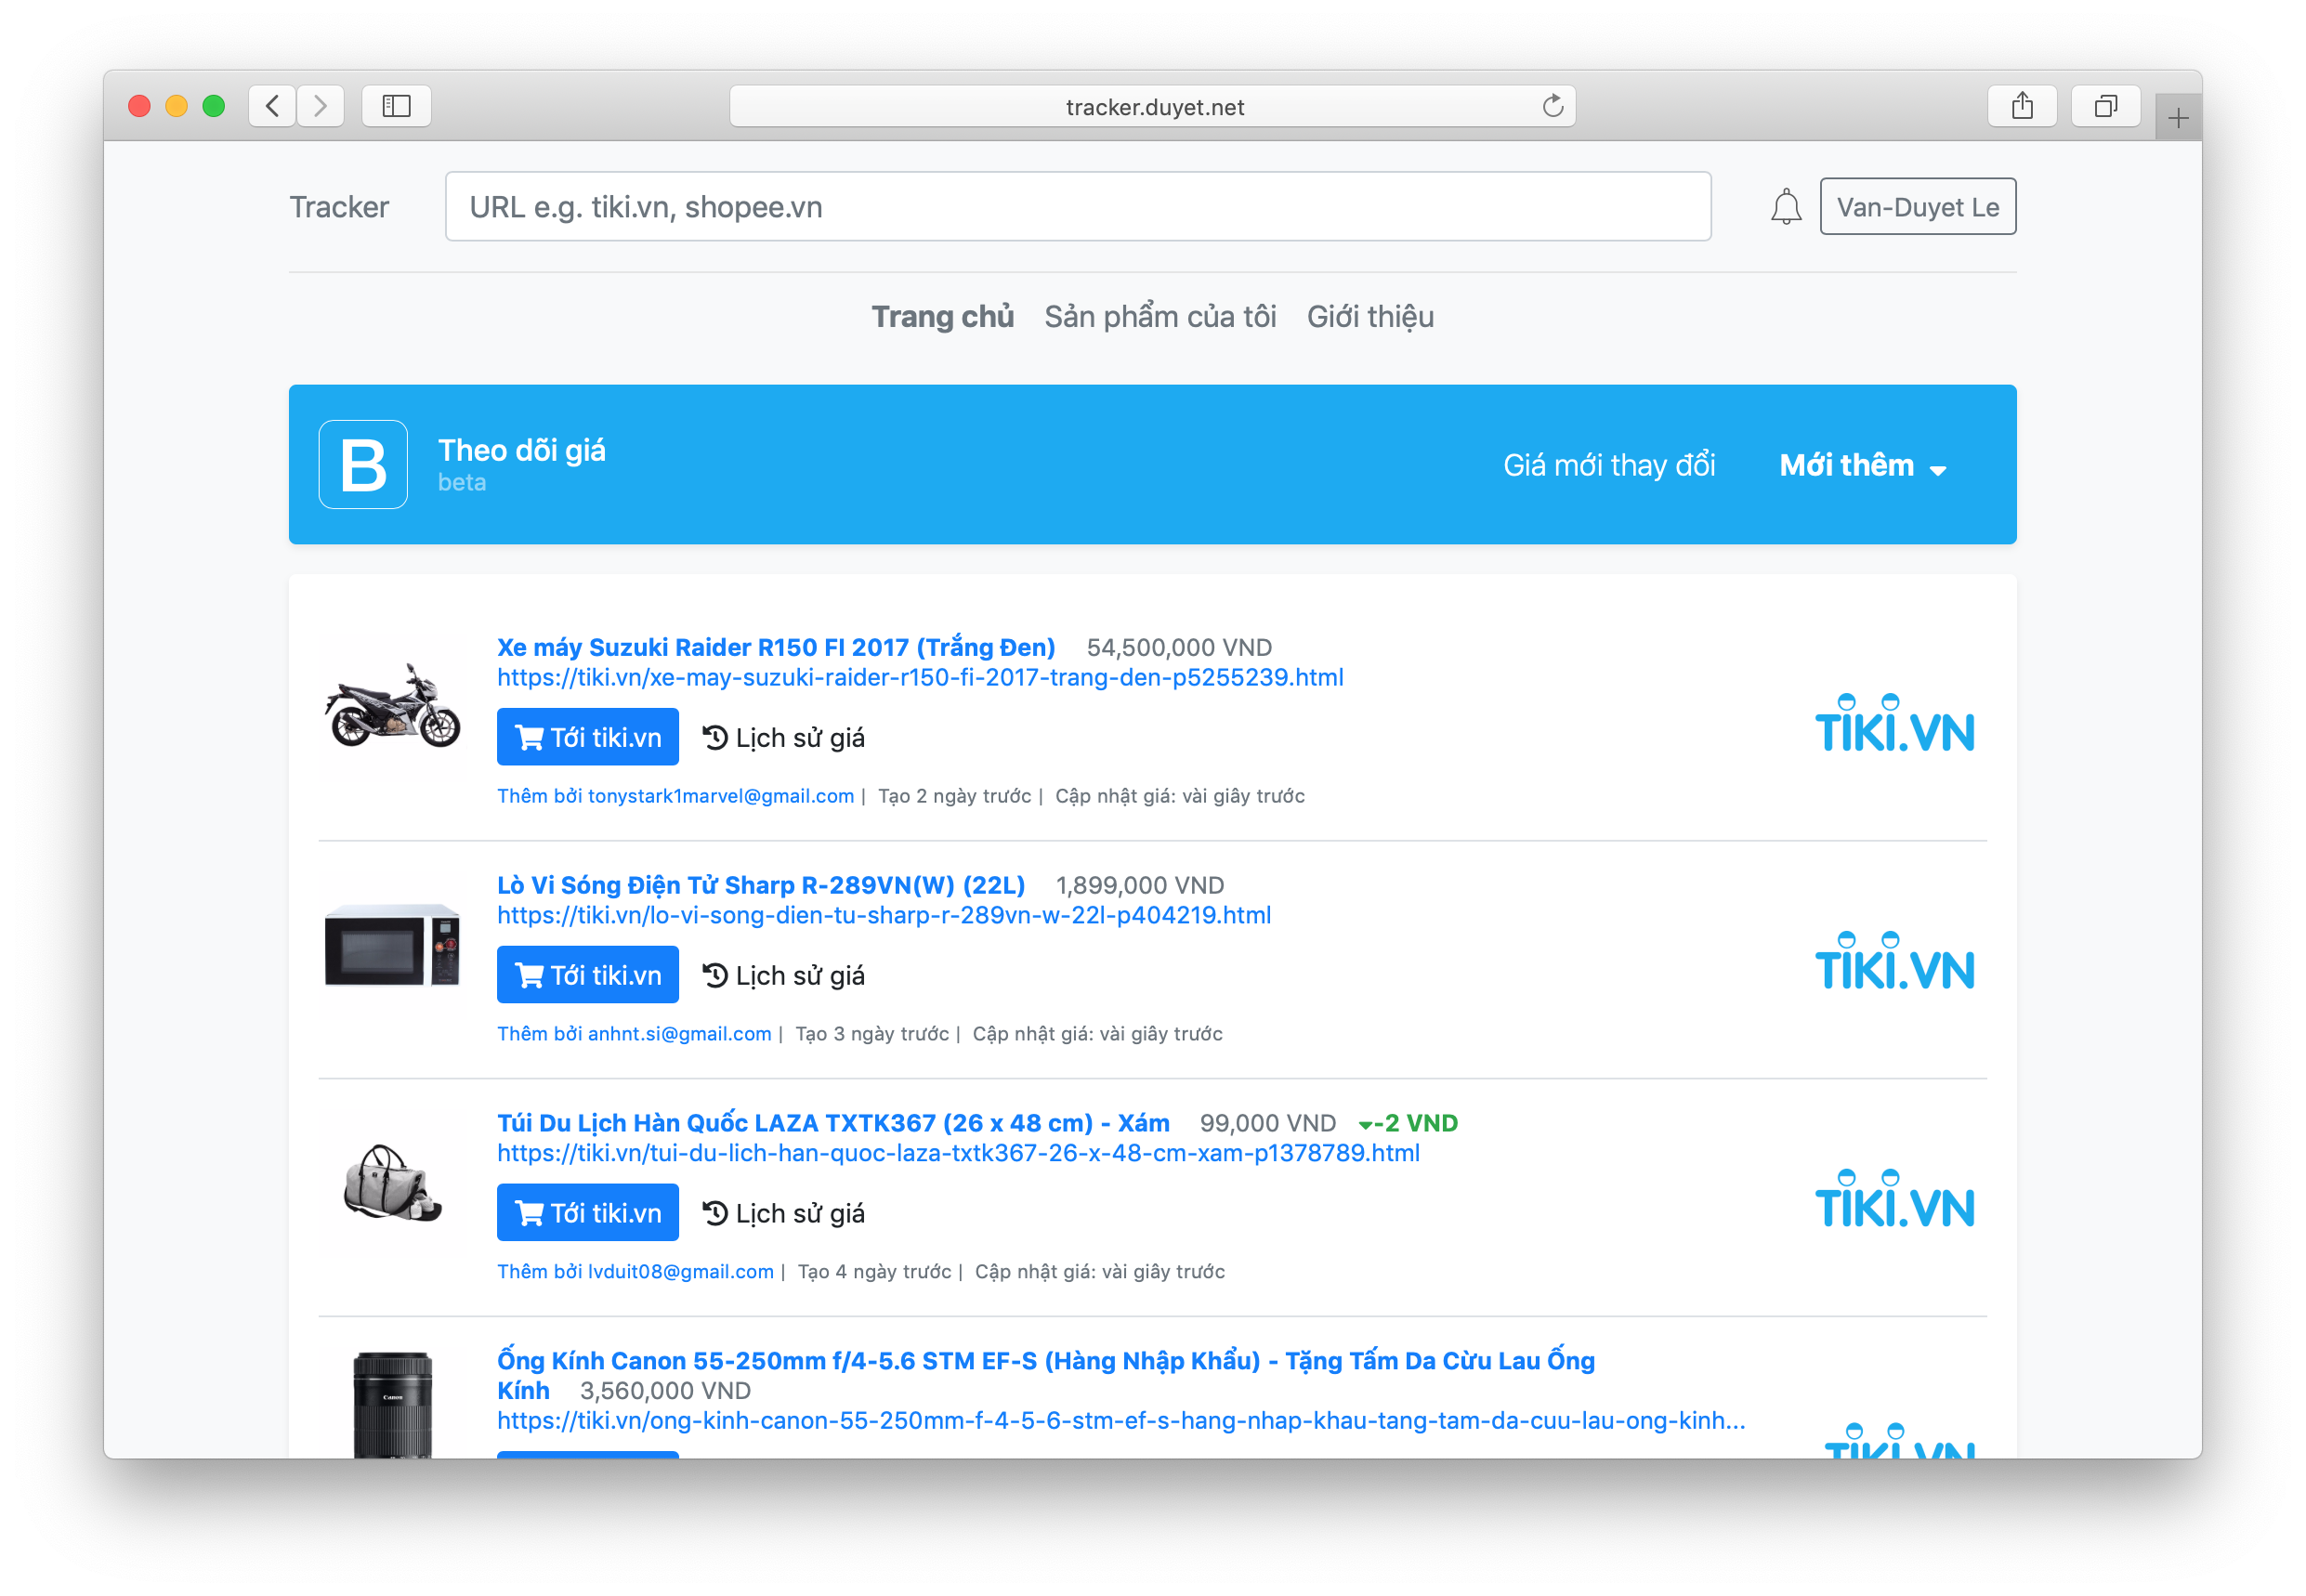 tracker.duyet.net
Tracker
URL e.g. tiki.vn, shopee.vn
Van-Duyet Le
Trang chủ Sản phẩm của tôi Giới thiệu
B
Theo dõi giá
beta
Giá mới thay đổi Mới thêm
Xe máy Suzuki Raider R150 FI 2017 (Trắng Đen) 54,500,000 VND
https://tiki.vn/xe-may-suzuki-raider-r150-fi-2017-trang-den-p5255239.html
Tới tiki.vn Lịch sử giá
TIKI.VN
Thêm bởi tonystark1marvel@gmail.com | Tạo 2 ngày trước | Cập nhật giá: vài giây trước
Lò Vi Sóng Điện Tử Sharp R-289VN(W) (22L) 1,899,000 VND
https://tiki.vn/lo-vi-song-dien-tu-sharp-r-289vn-w-22l-p404219.html
Tới tiki.vn Lịch sử giá
TIKI.VN
Thêm bởi anhnt.si@gmail.com | Tạo 3 ngày trước | Cập nhật giá: vài giây trước
Túi Du Lịch Hàn Quốc LAZA TXTK367 (26 x 48 cm) - Xám 99,000 VND -2 VND
https://tiki.vn/tui-du-lich-han-quoc-laza-txtk367-26-x-48-cm-xam-p1378789.html
Tới tiki.vn Lịch sử giá
TIKI.VN
Thêm bởi lvduit08@gmail.com | Tạo 4 ngày trước | Cập nhật giá: vài giây trước
Canon
Ống Kính Canon 55-250mm f/4-5.6 STM EF-S (Hàng Nhập Khẩu) - Tặng Tấm Da Cừu Lau Ống
Kính 3,560,000 VND
https://tiki.vn/ong-kinh-canon-55-250mm-f-4-5-6-stm-ef-s-hang-nhap-khau-tang-tam-da-cuu-lau-ong-kinh...
TIKI.VN